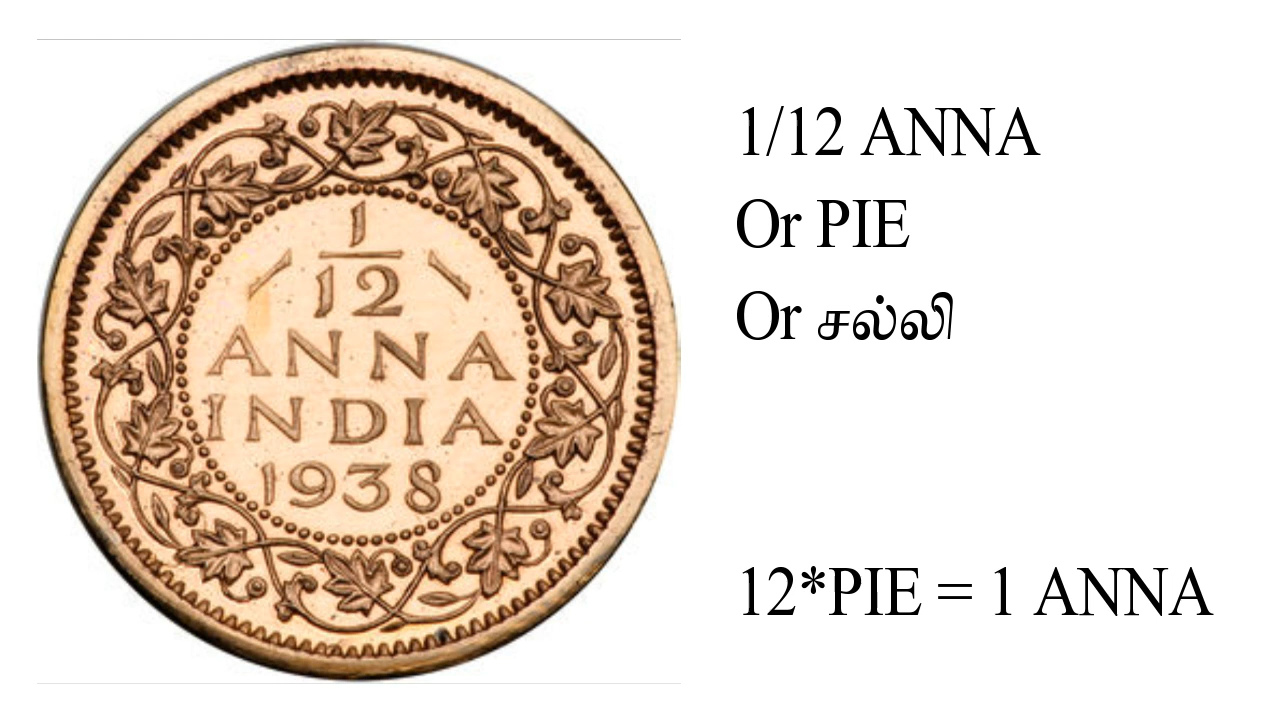 1
12
ANNA
INDIA
1938
1/12 ANNA
Or PIE
Or சல்லி
12*PIE = 1 ANNA